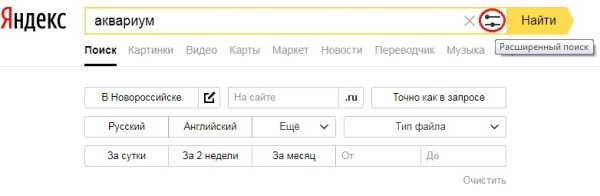 Яндекс
аквариум
Найти
Расширенный поиск
Поиск Картинки Видео Карты Маркет Новости Переводчик Музыка
В Новороссийске На сайте .ru Точно как в запросе
Русский Английский Ещё Тип файла
За сутки За 2 недели За месяц От До
Очистить